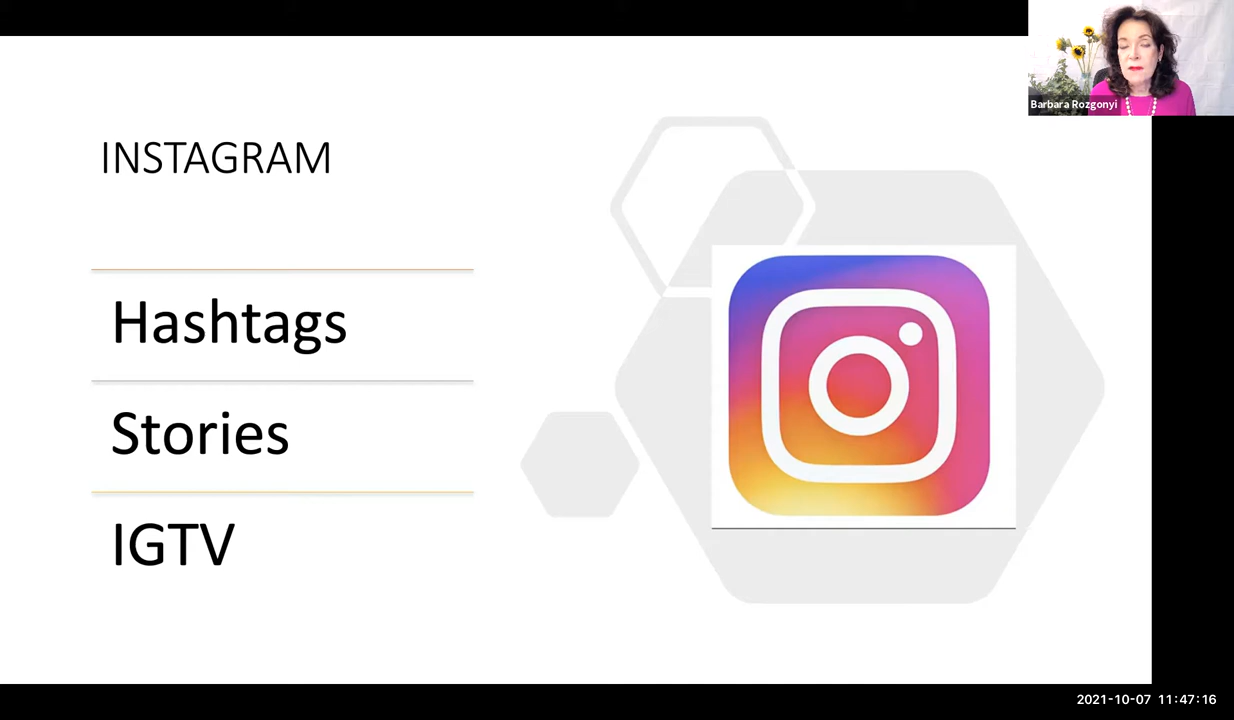 Barbara Rozgonyi
INSTAGRAM
Hashtags
Stories
IGTV
2021-10-07 11:47:16